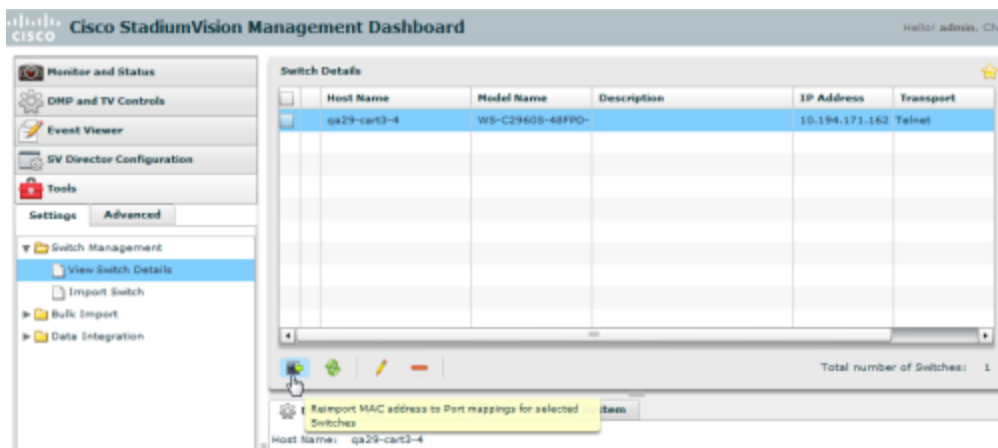 CISCO
Cisco StadiumVision Management Dashboard
Hello! admin, Ch
Monitor and Status
DMP and TV Controls
Event Viewer
SV Director Configuration
Tools
Settings Advanced
Switch Management
View Switch Details
Import Switch
Bulk Import
Data Integration
Switch Details
Host Name Model Name Description IP Address Transport
qa29-cart3-4 WS-C2960S-48FPD- 10.194.171.162 Telnet
Total number of Switches: 1
Reimport MAC address to Port mappings for selected
Switches
stem
Host Name: qa29-cart3-4